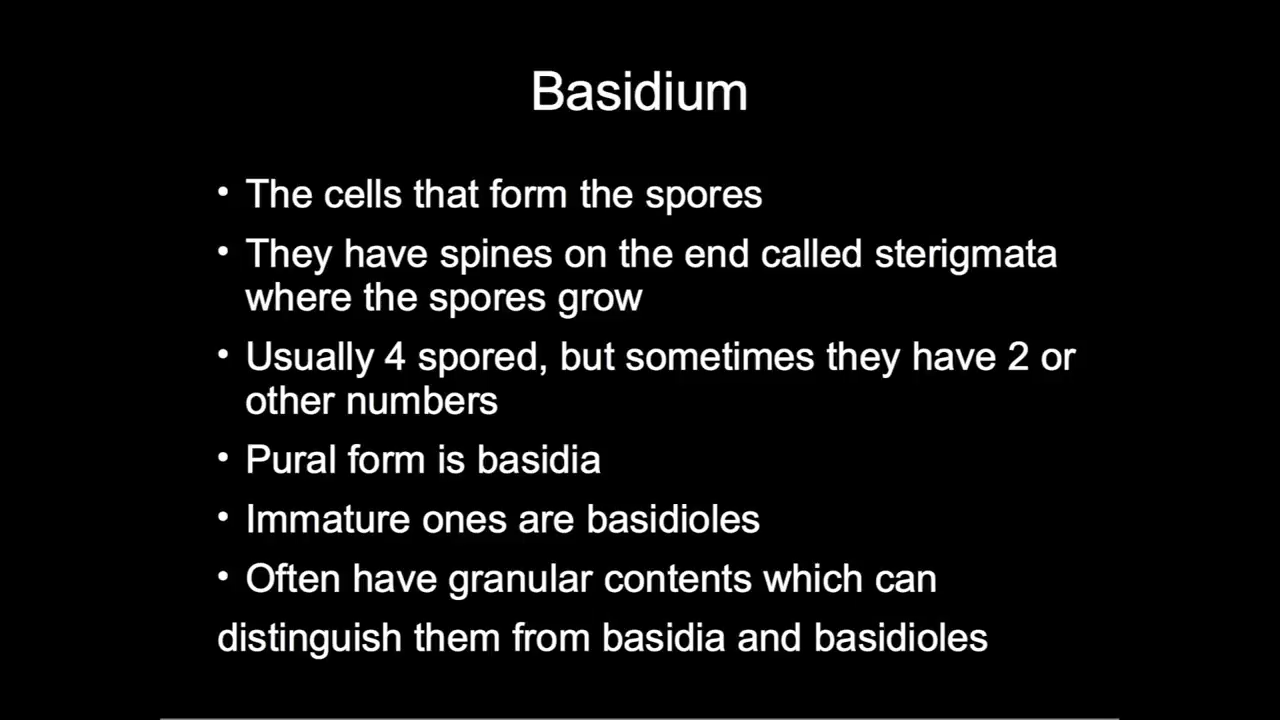 Basidium
• The cells that form the spores
• They have spines on the end called sterigmata
where the spores grow
• Usually 4 spored, but sometimes they have 2 or
other numbers
• Pural form is basidia
• Immature ones are basidioles
• Often have granular contents which can
distinguish them from basidia and basidioles